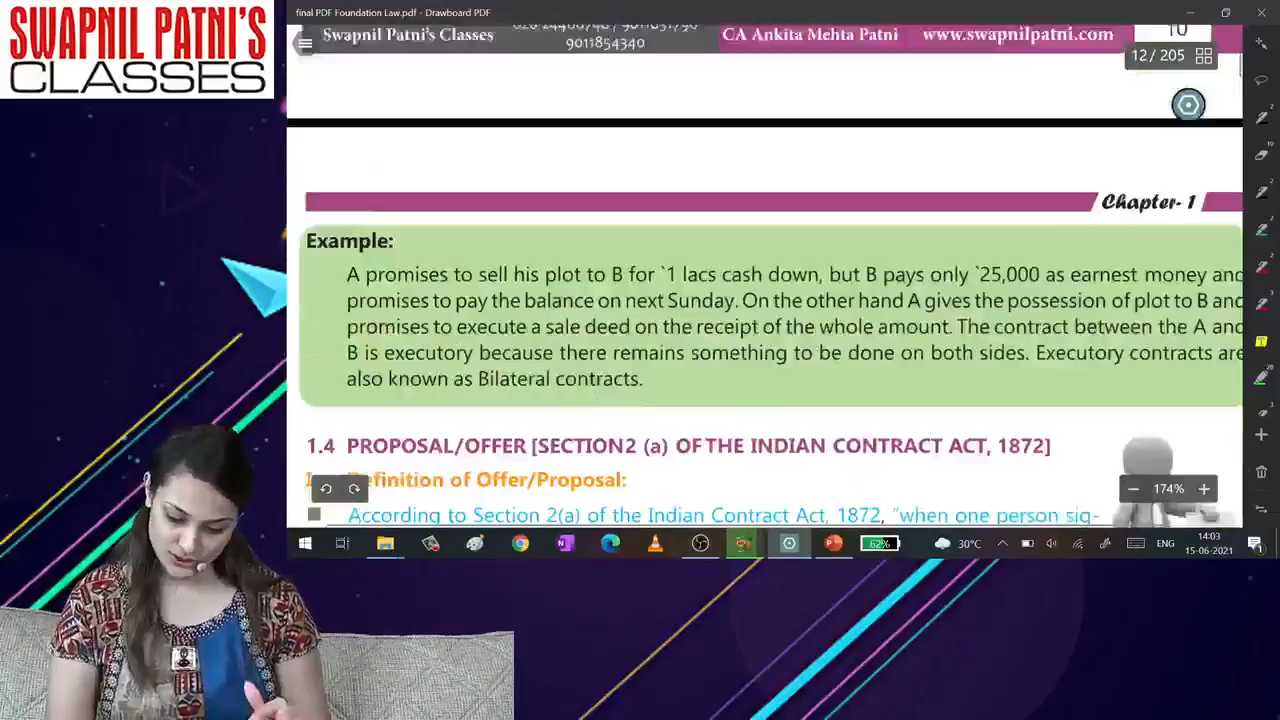 SWAPNIL PATNI'S
CLASSES
final PDF Foundation Law.pdf - Drawboard PDF
Swapnil Patni's Classes
9011854340
CA Ankita Mehta Patni
www.swapnilpatni.com
10
12 / 205
Chapter- 1
Example:
A promises to sell his plot to B for `1 lacs cash down, but B pays only `25,000 as earnest money and
promises to pay the balance on next Sunday. On the other hand A gives the possession of plot to B and
promises to execute a sale deed on the receipt of the whole amount. The contract between the A and
B is executory because there remains something to be done on both sides. Executory contracts are
also known as Bilateral contracts.
1.4 PROPOSAL/OFFER [SECTION2 (a) OF THE INDIAN CONTRACT ACT, 1872]
finition of Offer/Proposal:
174%
According to Section 2(a) of the Indian Contract Act, 1872, "when one person sig-
62%
30°C
ENG
14:03
15-06-2021